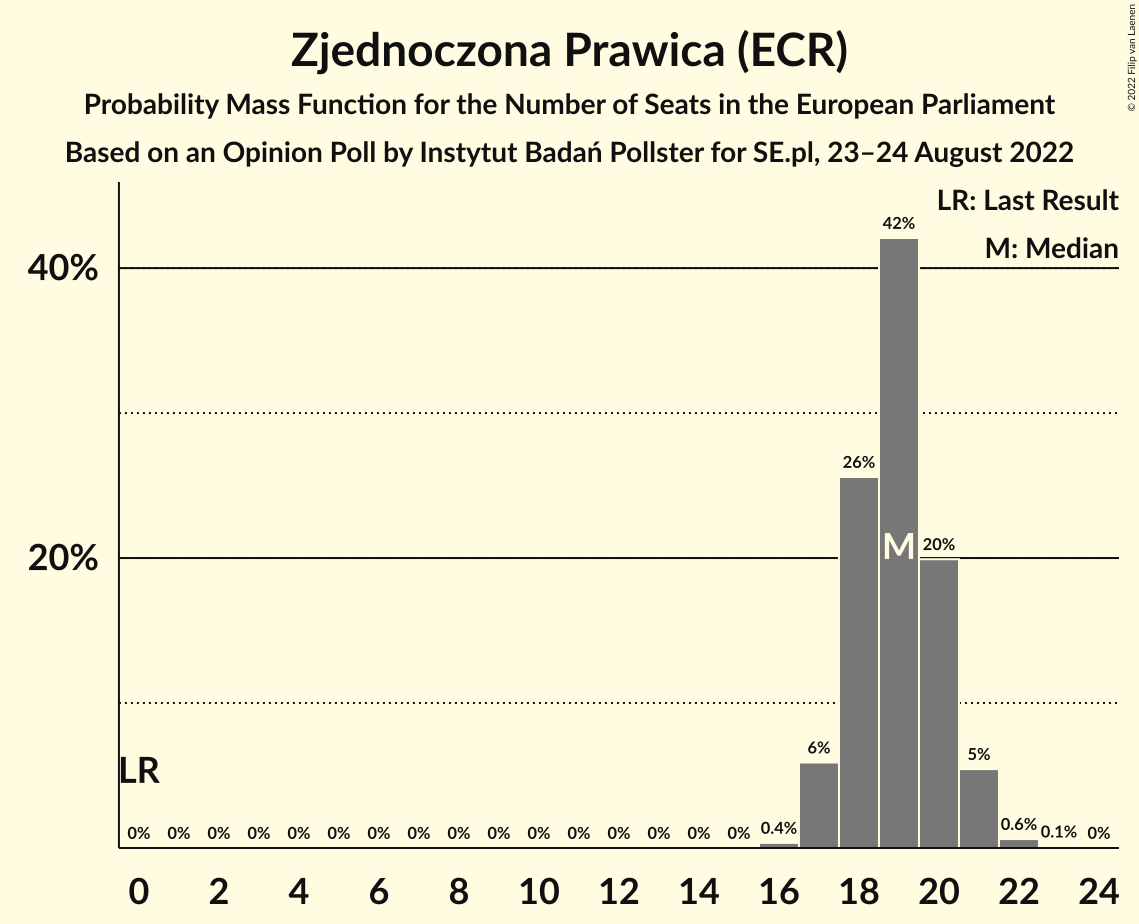 Zjednoczona Prawica (ECR)
Probability Mass Function for the Number of Seats in the European Parliament
Based on an Opinion Poll by Instytut Badań Pollster for SE.pl, 23–24 August 2022
© 2022 Filip van Laenen
LR: Last Result
M: Median
40%
20%
42%
26%
M
20%
6%
5%
LR
0% 0% 0% 0% 0% 0% 0% 0% 0% 0% 0% 0% 0% 0% 0% 0% 0.4% 0.6% 0.1% 0%
0 2 4 6 8 10 12 14 16 18 20 22 24